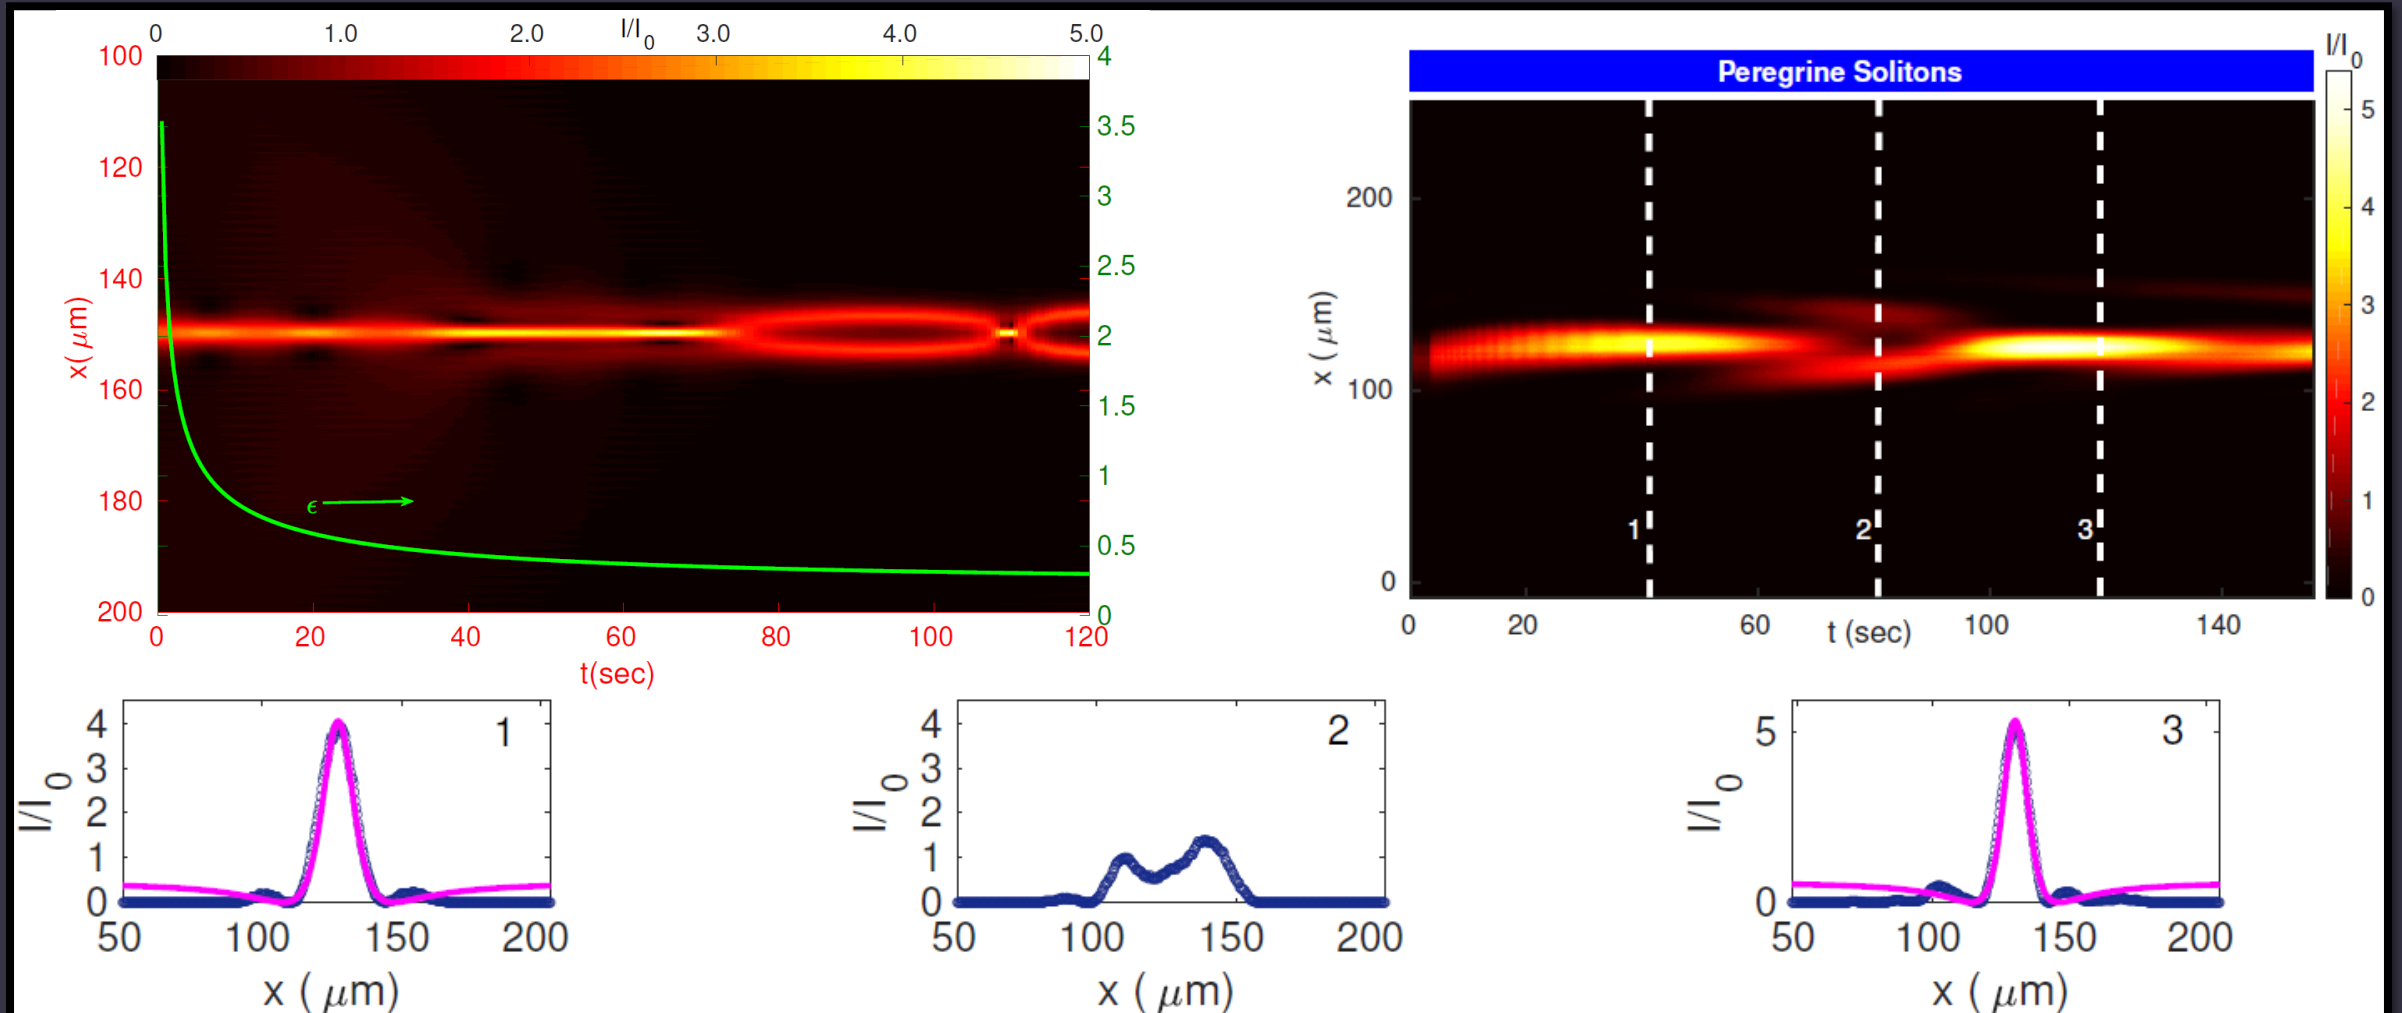 0 1.0 2.0 I/I0 3.0 4.0 5.0
100
120
140
160
180
200
x( μm)
4
3.5
3
2.5
2
1.5
1
0.5
0
ϵ
0 20 40 60 80 100 120
t(sec)
Peregrine Solitons
I/I0
5
4
3
2
1
0
200
100
0
x ( μm)
1 2 3
0 20 60 100 140
t (sec)
1
4
3
2
1
0
I/I0
50 100 150 200
x ( μm)
2
4
3
2
1
0
I/I0
50 100 150 200
x ( μm)
3
5
0
I/I0
50 100 150 200
x ( μm)